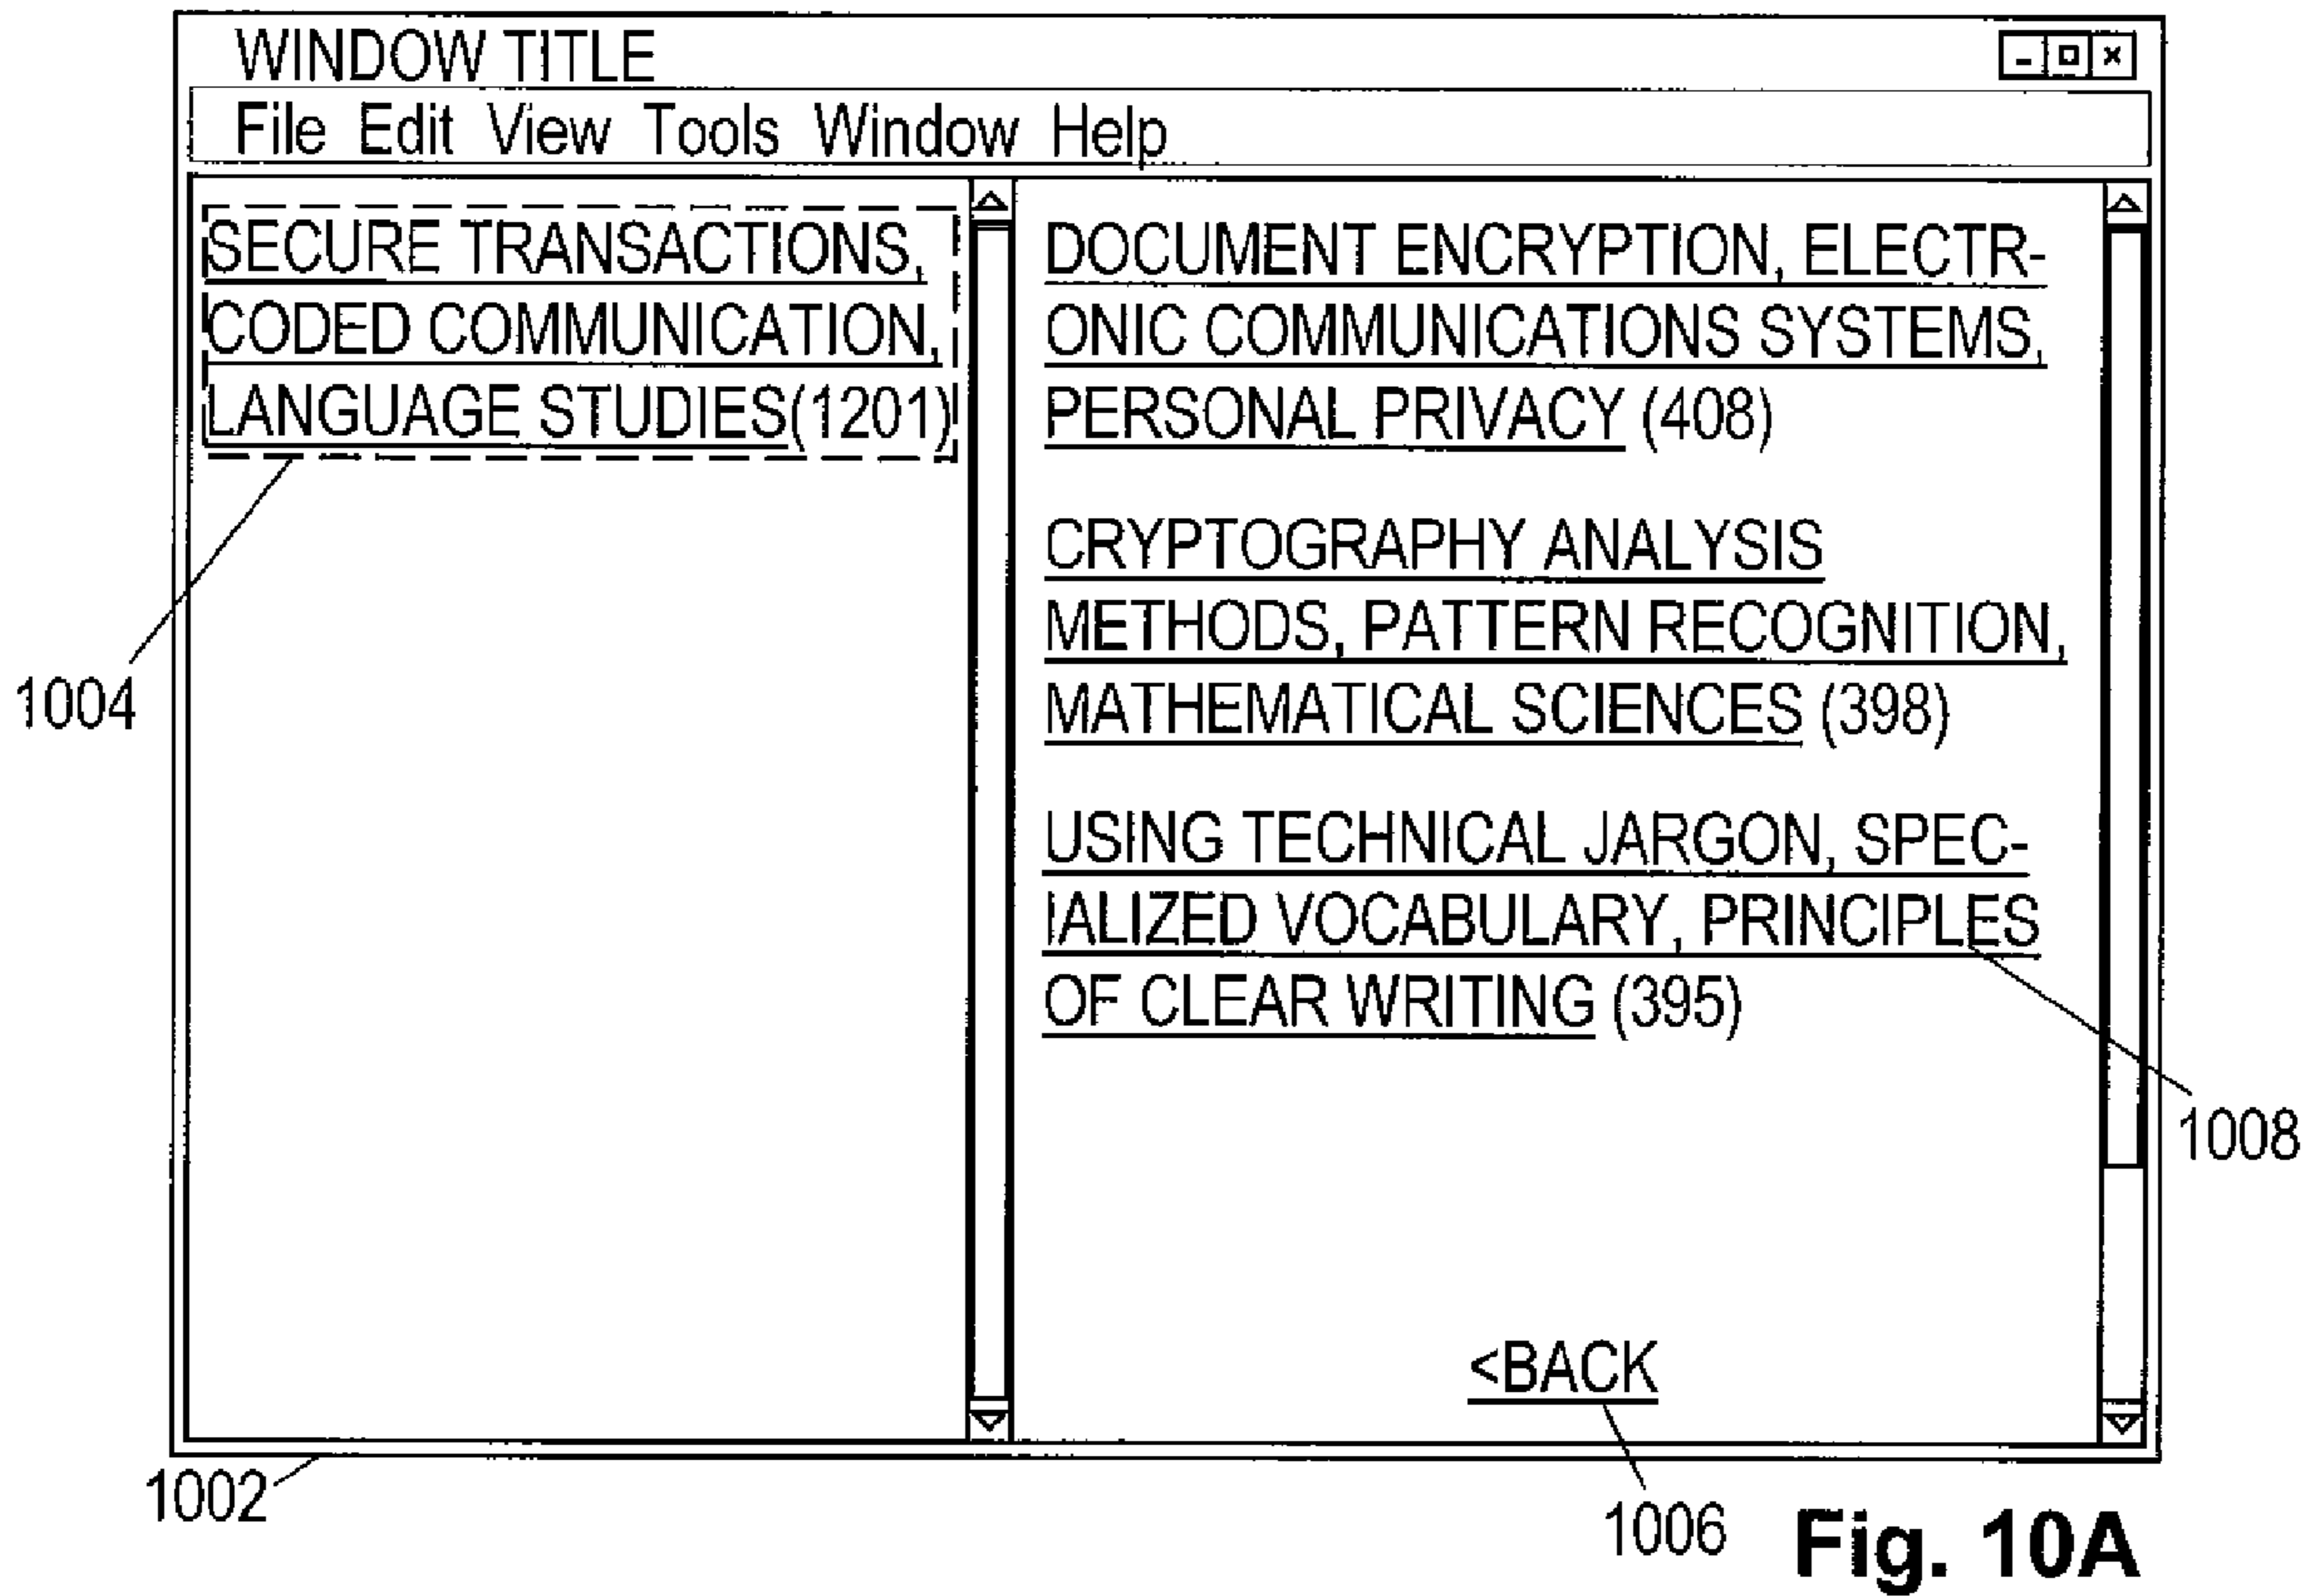 WINDOW TITLE
File Edit View Tools Window Help
SECURE TRANSACTIONS,
CODED COMMUNICATION,
LANGUAGE STUDIES(1201)
DOCUMENT ENCRYPTION, ELECTR-
ONIC COMMUNICATIONS SYSTEMS,
PERSONAL PRIVACY (408)
CRYPTOGRAPHY ANALYSIS
METHODS, PATTERN RECOGNITION,
MATHEMATICAL SCIENCES (398)
USING TECHNICAL JARGON, SPEC-
IALIZED VOCABULARY, PRINCIPLES
OF CLEAR WRITING (395)
<BACK
1004
1008
1002
1006
Fig. 10A